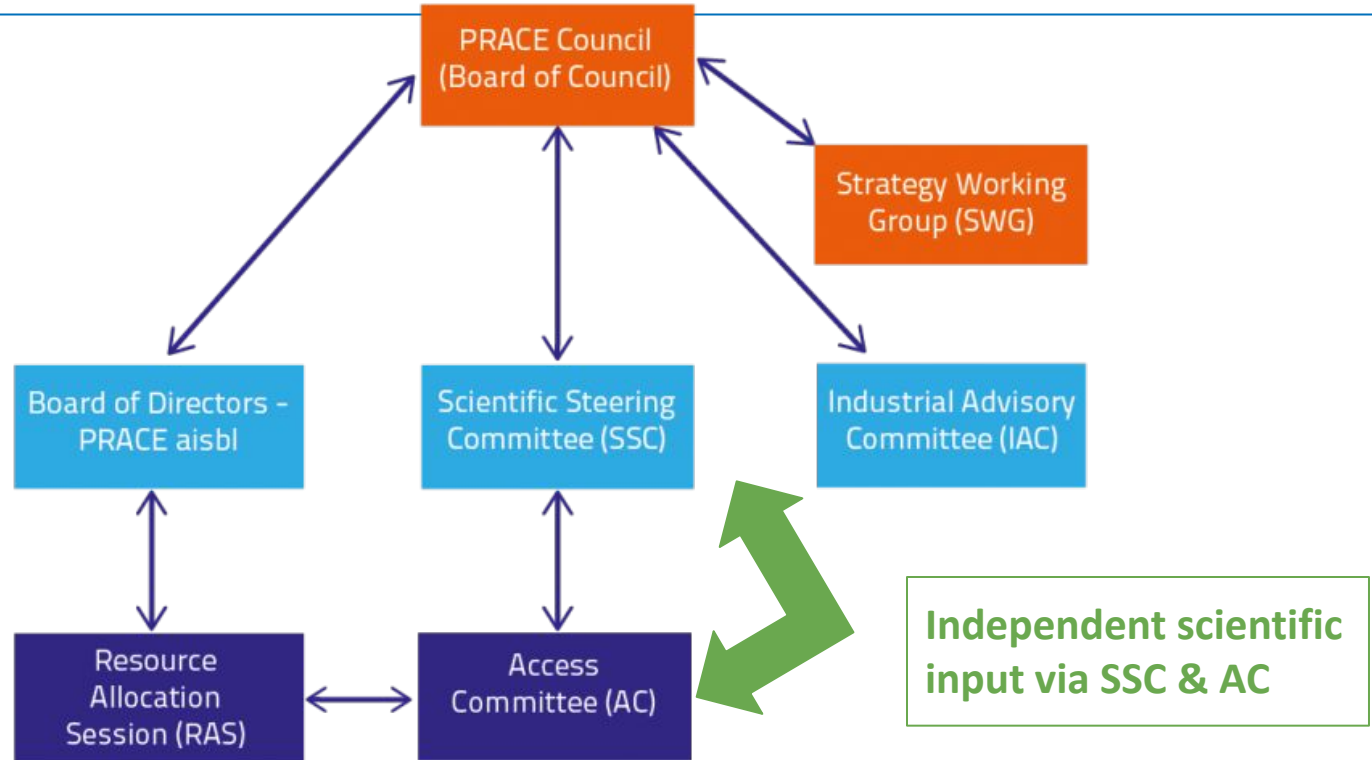 PRACE Council
(Board of Council)
Strategy Working
Group (SWG)
Board of Directors -
PRACE aisbl
Scientific Steering
Committee (SSC)
Industrial Advisory
Committee (IAC)
Resource
Allocation
Session (RAS)
Access
Committee (AC)
Independent scientific
input via SSC & AC